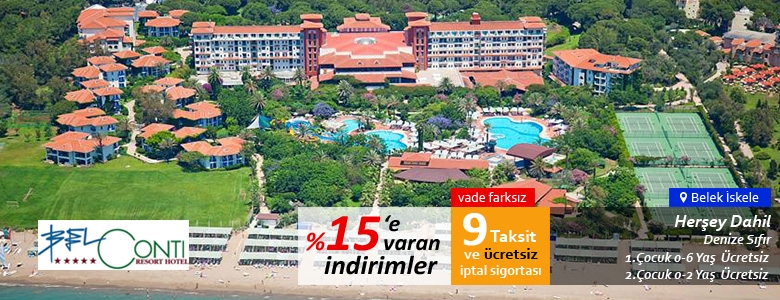 BELCONTI
★★★★★ RESORT HOTEL
%15'e varan
indirimler
vade farksız
9 Taksit
ve ücretsiz
iptal sigortası
Belek İskele
Herşey Dahil
Denize Sıfır
1.Çocuk 0-6 Yaş Ücretsiz
2.Çocuk 0-2 Yaş Ücretsiz